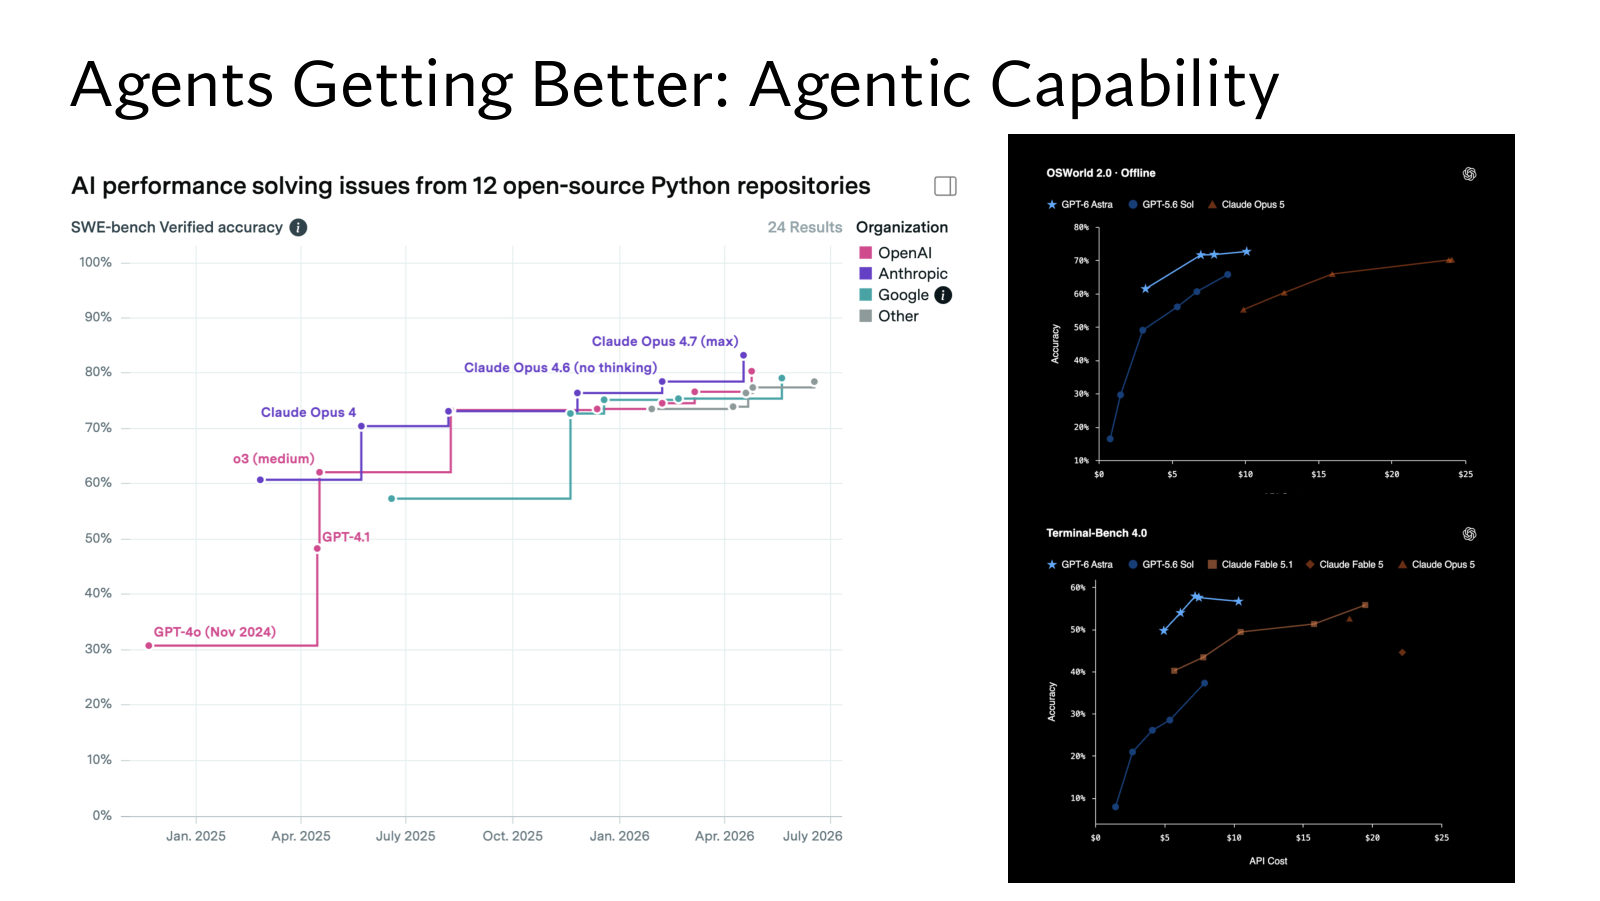 Agents Getting Better: Agentic Capability
AI performance solving issues from 12 open-source Python repositories
SWE-bench Verified accuracy i
24 Results
Organization
OpenAI
Anthropic
Google i
Other
100%
90%
80%
70%
60%
50%
40%
30%
20%
10%
0%
Claude Opus 4.7 (max)
Claude Opus 4.6 (no thinking)
Claude Opus 4
o3 (medium)
GPT-4.1
GPT-4o (Nov 2024)
Jan. 2025 Apr. 2025 July 2025 Oct. 2025 Jan. 2026 Apr. 2026 July 2026
OSWorld 2.0 · Offline
GPT-6 Astra GPT-5.6 Sol Claude Opus 5
80%
70%
60%
50%
40%
30%
20%
10%
Accuracy
$0 $5 $10 $15 $20 $25
Terminal-Bench 4.0
GPT-6 Astra GPT-5.6 Sol Claude Fable 5.1 Claude Fable 5 Claude Opus 5
60%
50%
40%
30%
20%
10%
Accuracy
$0 $5 $10 $15 $20 $25
API Cost